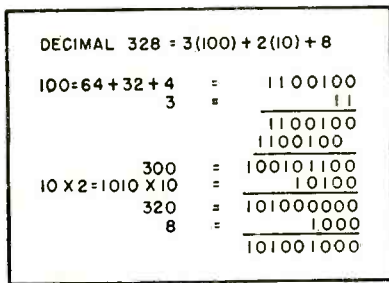 DECIMAL 328 = 3(100) + 2(10) + 8
100=64+32+4 = 1100100
3 = 11
1100100
1100100
300 = 100101100
10 X 2=1010 X 10 = 10100
320 = 101000000
8 = 1000
101001000